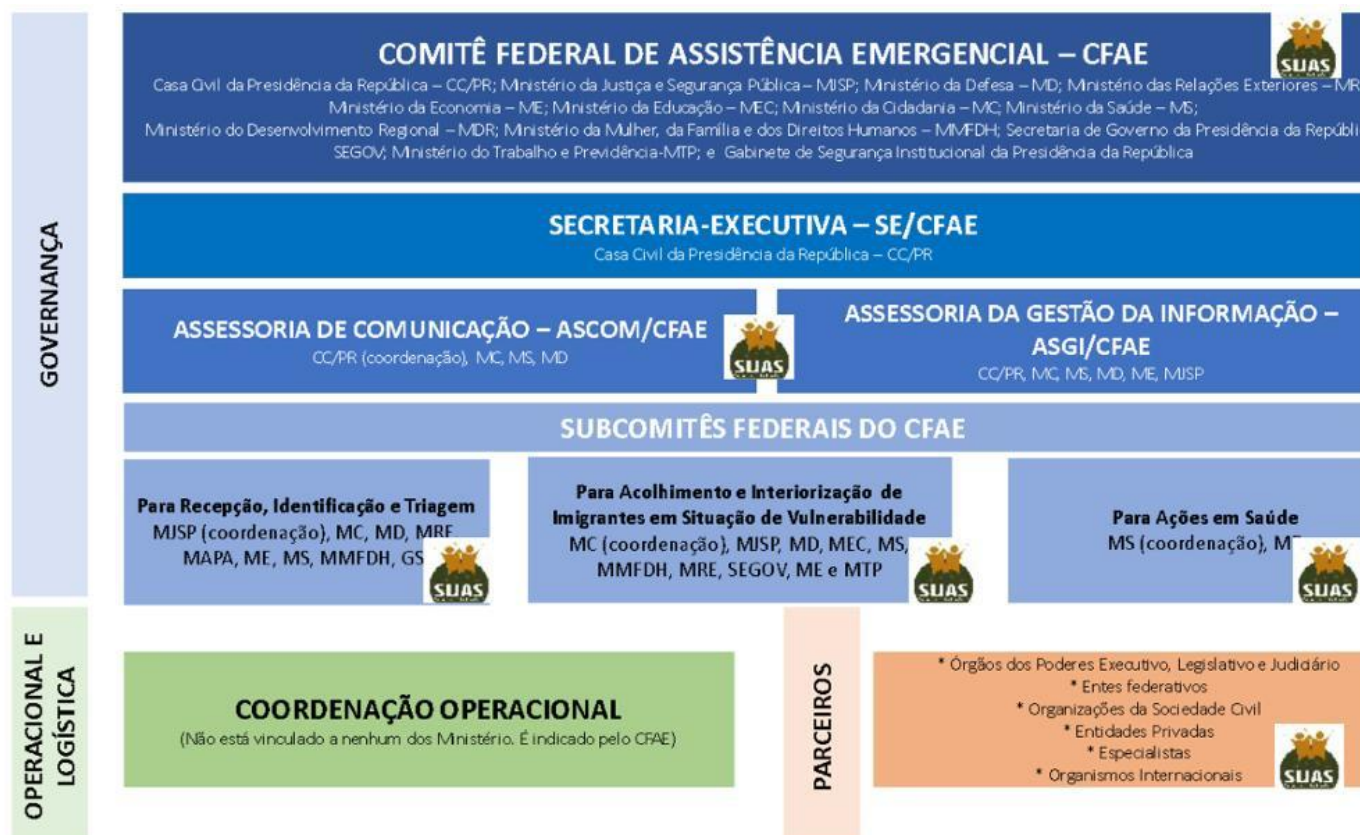 GOVERNANÇA
COMITÊ FEDERAL DE ASSISTÊNCIA EMERGENCIAL – CFAE
SUAS
Casa Civil da Presidência da República – CC/PR; Ministério da Justiça e Segurança Pública – MJSP; Ministério da Defesa – MD; Ministério das Relações Exteriores – MR
Ministério da Economia – ME; Ministério da Educação – MEC; Ministério da Cidadania – MC; Ministério da Saúde – MS;
Ministério do Desenvolvimento Regional – MDR; Ministério da Mulher, da Família e dos Direitos Humanos – MMFDH; Secretaria de Governo da Presidência da Repúbli
SEGOV; Ministério do Trabalho e Previdência-MTP; e Gabinete de Segurança Institucional da Presidência da República
SECRETARIA-EXECUTIVA – SE/CFAE
Casa Civil da Presidência da República – CC/PR
ASSESSORIA DE COMUNICAÇÃO – ASCOM/CFAE
CC/PR (coordenação), MC, MS, MD
SUAS
ASSESSORIA DA GESTÃO DA INFORMAÇÃO –
ASGI/CFAE
CC/PR, MC, MS, MD, ME, MJSP
SUBCOMITÊS FEDERAIS DO CFAE
Para Recepção, Identificação e Triagem
MJSP (coordenação), MC, MD, MRE,
MAPA, ME, MS, MMFDH, GS
SUAS
Para Acolhimento e Interiorização de
Imigrantes em Situação de Vulnerabilidade
MC (coordenação), MJSP, MD, MEC, MS,
MMFDH, MRE, SEGOV, ME e MTP
SUAS
Para Ações em Saúde
MS (coordenação),
SUAS
OPERACIONAL E
LOGÍSTICA
COORDENAÇÃO OPERACIONAL
(Não está vinculado a nenhum dos Ministério. É indicado pelo CFAE)
PARCEIROS
* Órgãos dos Poderes Executivo, Legislativo e Judiciário
* Entes federativos
* Organizações da Sociedade Civil
* Entidades Privadas
* Especialistas
* Organismos Internacionais
SUAS